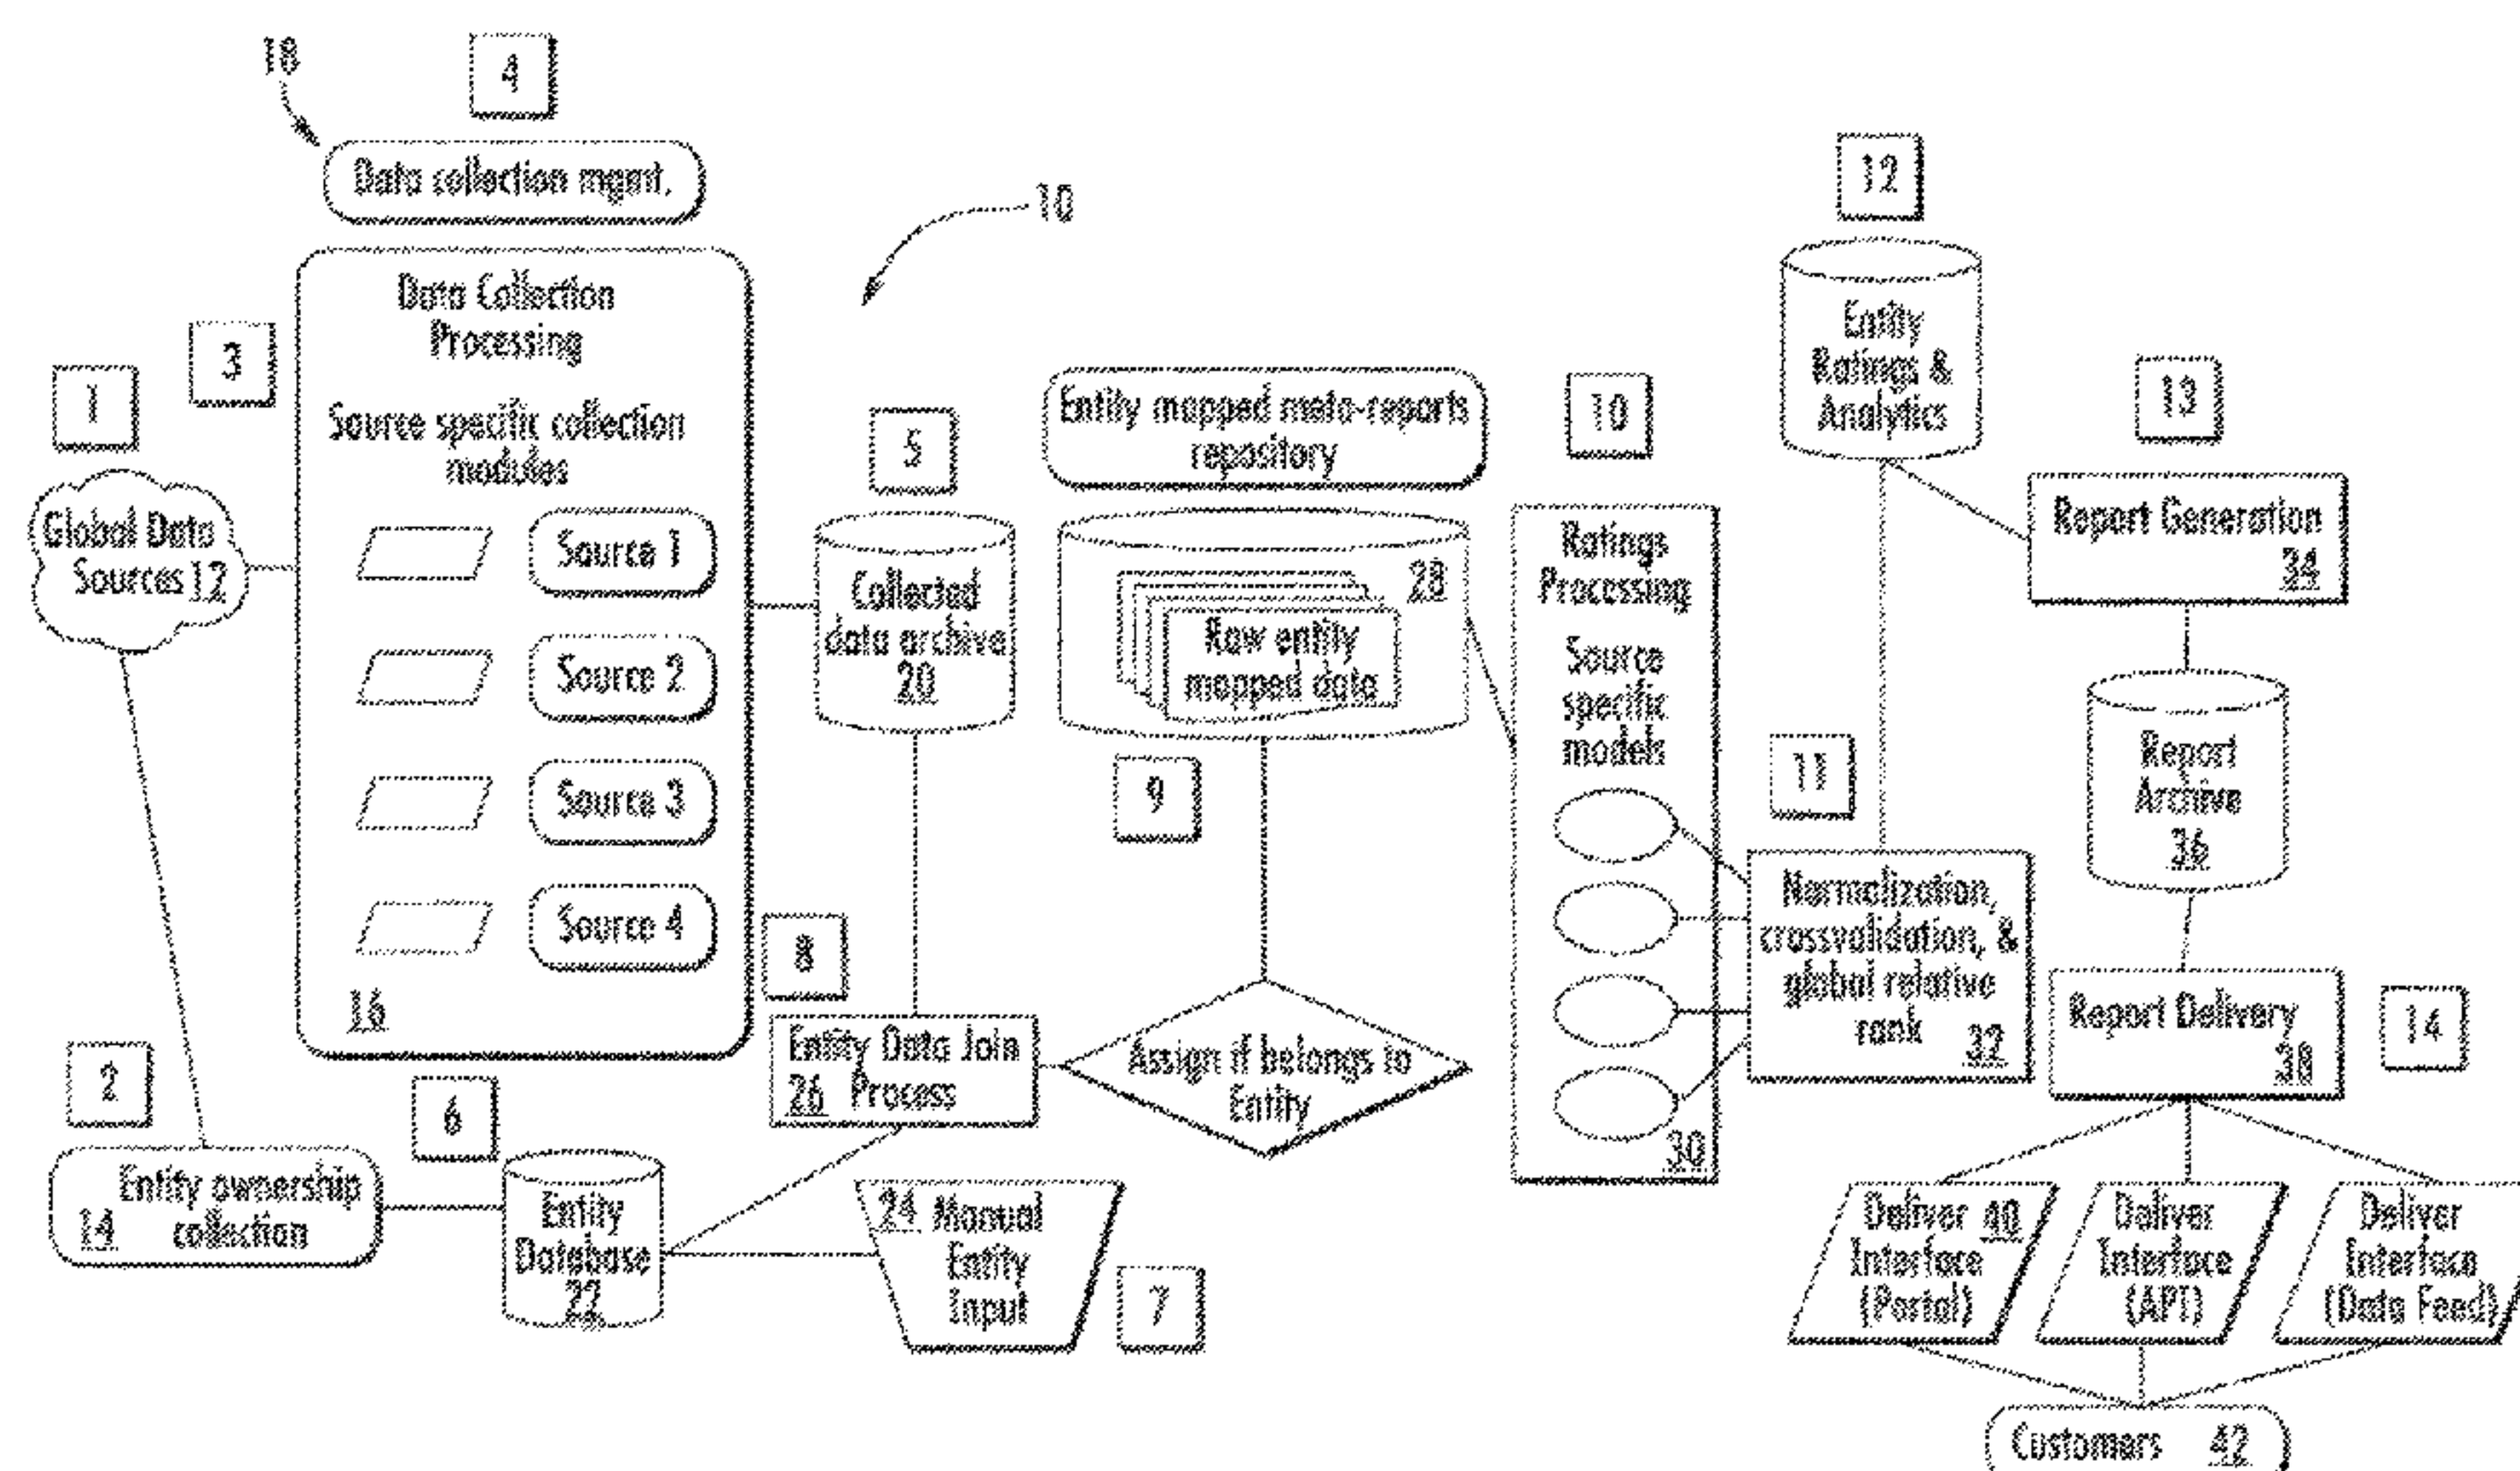 18
4
Data collection mgmt.
10
12
Data Collection
Processing
3
1
Source specific collection
modules
Global Data
Sources 12
Source 1
Source 2
Source 3
Source 4
16
5
Collected
data archive
20
Entity mapped meta-reports
repository
28
Raw entity
mapped data
9
10
Ratings
Processing
Source
specific
models
30
Entity
Ratings &
Analytics
13
Report Generation
34
Report
Archive
36
11
Normalization,
crossvalidation, &
global relative
rank 32
8
Entity Data Join
26 Process
Assign if belongs to
Entity
2
Entity ownership
14 collection
6
Entity
Database
22
24 Manual
Entity
Input
7
Report Delivery
38
14
Deliver 40
Interface
(Portal)
Deliver
Interface
(API)
Deliver
Interface
(Data Feed)
Customers 42